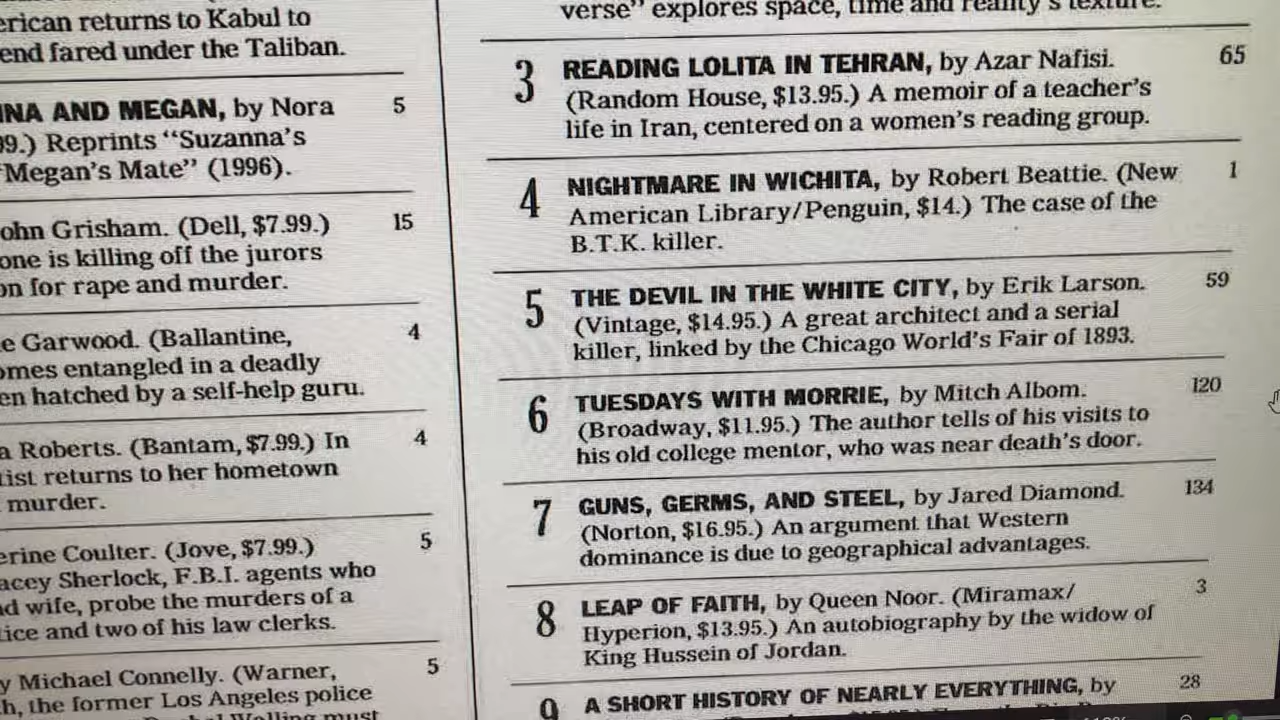 erican returns to Kabul to
end fared under the Taliban.
NA AND MEGAN, by Nora 5
99.) Reprints “Suzanna’s
“Megan’s Mate” (1996).
ohn Grisham. (Dell, $7.99.) 15
one is killing off the jurors
on for rape and murder.
e Garwood. (Ballantine, 4
omes entangled in a deadly
en hatched by a self-help guru.
a Roberts. (Bantam, $7.99.) In 4
tist returns to her hometown
murder.
erine Coulter. (Jove, $7.99.) 5
acey Sherlock, F.B.I. agents who
nd wife, probe the murders of a
tice and two of his law clerks.
y Michael Connelly. (Warner, 5
h, the former Los Angeles police
must
verse” explores space, time and reality’s texture.
3 READING LOLITA IN TEHRAN, by Azar Nafisi. 65
(Random House, $13.95.) A memoir of a teacher’s
life in Iran, centered on a women’s reading group.
4 NIGHTMARE IN WICHITA, by Robert Beattie. (New 1
American Library/Penguin, $14.) The case of the
B.T.K. killer.
5 THE DEVIL IN THE WHITE CITY, by Erik Larson. 59
(Vintage, $14.95.) A great architect and a serial
killer, linked by the Chicago World’s Fair of 1893.
6 TUESDAYS WITH MORRIE, by Mitch Albom. 120
(Broadway, $11.95.) The author tells of his visits to
his old college mentor, who was near death’s door.
7 GUNS, GERMS, AND STEEL, by Jared Diamond. 134
(Norton, $16.95.) An argument that Western
dominance is due to geographical advantages.
8 LEAP OF FAITH, by Queen Noor. (Miramax/ 3
Hyperion, $13.95.) An autobiography by the widow of
King Hussein of Jordan.
9 A SHORT HISTORY OF NEARLY EVERYTHING, by 28